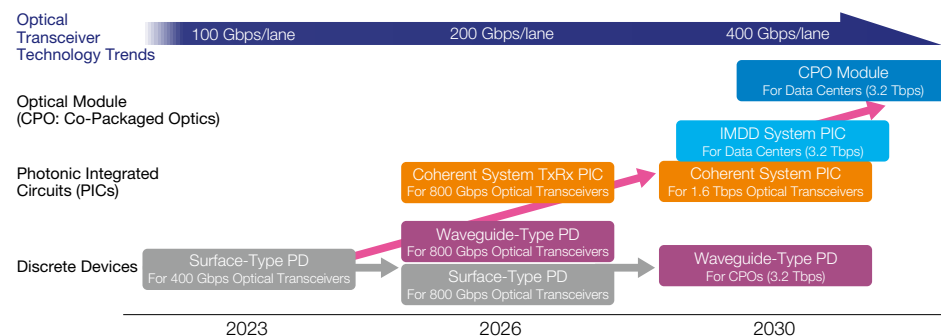 Optical
Transceiver
Technology Trends
100 Gbps/lane
200 Gbps/lane
400 Gbps/lane
Optical Module
(CPO: Co-Packaged Optics)
CPO Module
For Data Centers (3.2 Tbps)
IMDD System PIC
For Data Centers (3.2 Tbps)
Photonic Integrated
Circuits (PICs)
Coherent System TxRx PIC
For 800 Gbps Optical Transceivers
Coherent System PIC
For 1.6 Tbps Optical Transceivers
Waveguide-Type PD
For 800 Gbps Optical Transceivers
Discrete Devices
Surface-Type PD
For 400 Gbps Optical Transceivers
Surface-Type PD
For 800 Gbps Optical Transceivers
Waveguide-Type PD
For CPOs (3.2 Tbps)
2023
2026
2030